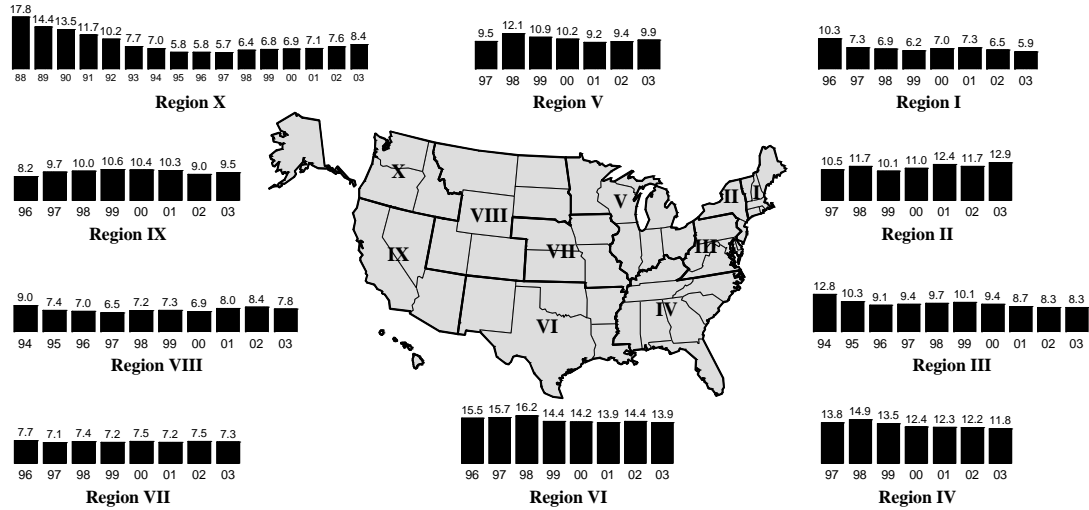 17.8 14.4 13.5 11.7 10.2 7.7 7.0 5.8 5.8 5.7 6.4 6.8 6.9 7.1 7.6 8.4
88 89 90 91 92 93 94 95 96 97 98 99 00 01 02 03
Region X
9.5 12.1 10.9 10.2 9.2 9.4 9.9
97 98 99 00 01 02 03
Region V
10.3 7.3 6.9 6.2 7.0 7.3 6.5 5.9
96 97 98 99 00 01 02 03
Region I
8.2 9.7 10.0 10.6 10.4 10.3 9.0 9.5
96 97 98 99 00 01 02 03
Region IX
X
V
I
II
VIII
III
IX
VII
IV
VI
10.5 11.7 10.1 11.0 12.4 11.7 12.9
97 98 99 00 01 02 03
Region II
9.0 7.4 7.0 6.5 7.2 7.3 6.9 8.0 8.4 7.8
94 95 96 97 98 99 00 01 02 03
Region VIII
12.8 10.3 9.1 9.4 9.7 10.1 9.4 8.7 8.3 8.3
94 95 96 97 98 99 00 01 02 03
Region III
7.7 7.1 7.4 7.2 7.5 7.2 7.5 7.3
96 97 98 99 00 01 02 03
Region VII
15.5 15.7 16.2 14.4 14.2 13.9 14.4 13.9
96 97 98 99 00 01 02 03
Region VI
13.8 14.9 13.5 12.4 12.3 12.2 11.8
97 98 99 00 01 02 03
Region IV